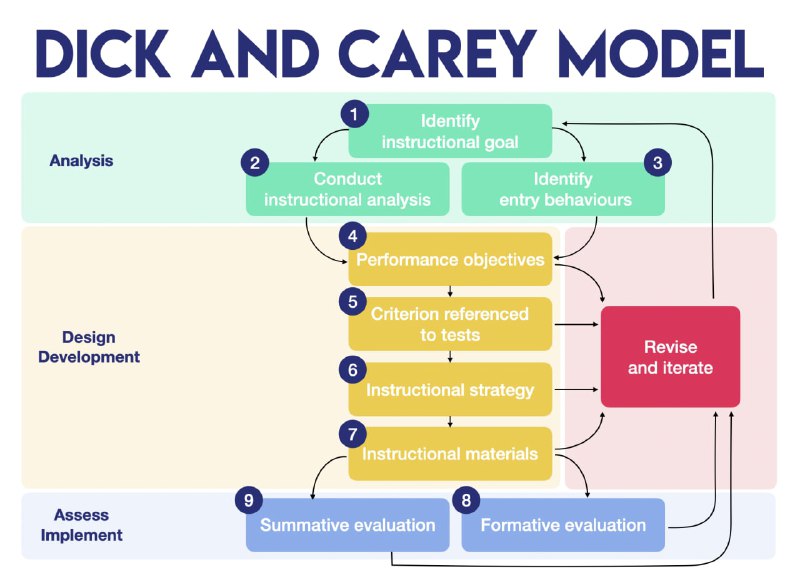 DICK AND CAREY MODEL
Analysis
1
Identify
instructional goal
2
Conduct
instructional analysis
3
Identify
entry behaviours
Design
Development
4
Performance objectives
5
Criterion referenced
to tests
6
Instructional strategy
7
Instructional materials
Revise
and iterate
Assess
Implement
9
Summative evaluation
8
Formative evaluation